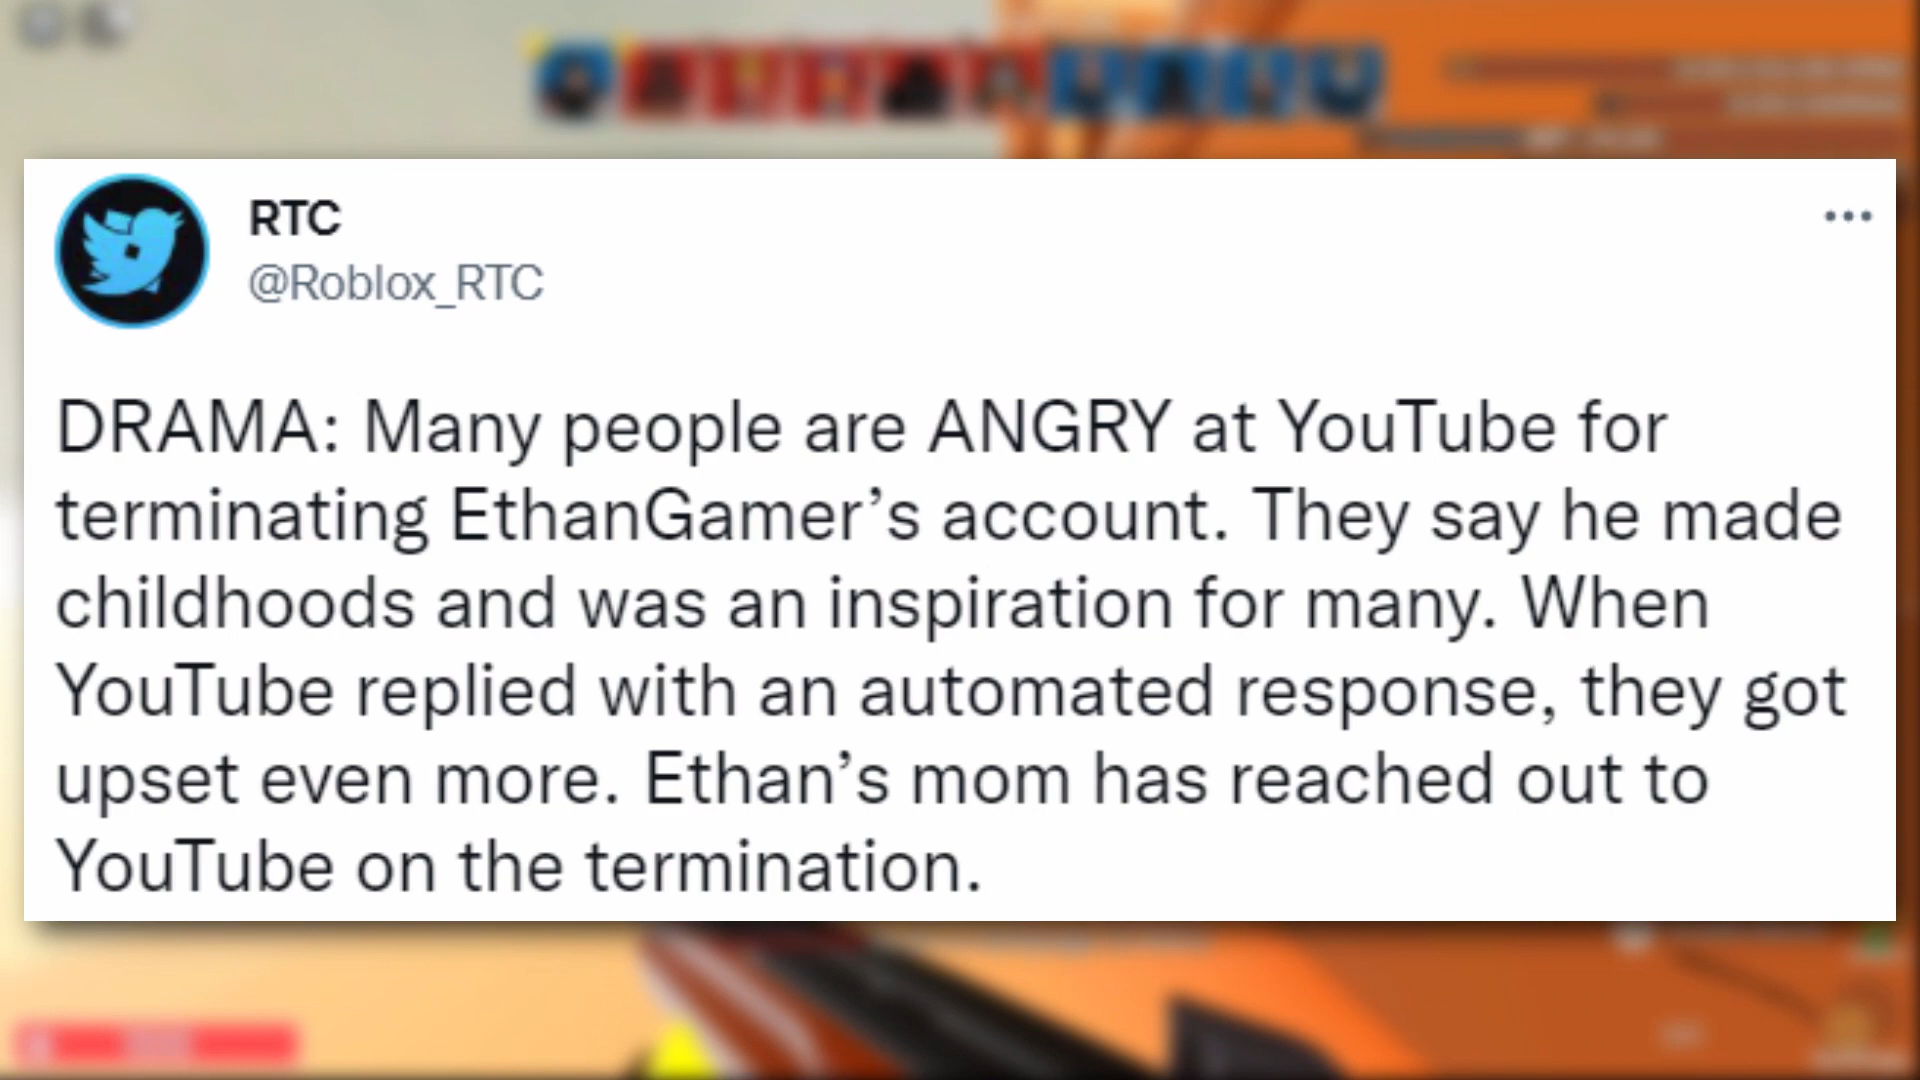 RTC
@Roblox_RTC
DRAMA: Many people are ANGRY at YouTube for
terminating EthanGamer’s account. They say he made
childhoods and was an inspiration for many. When
YouTube replied with an automated response, they got
upset even more. Ethan’s mom has reached out to
YouTube on the termination.